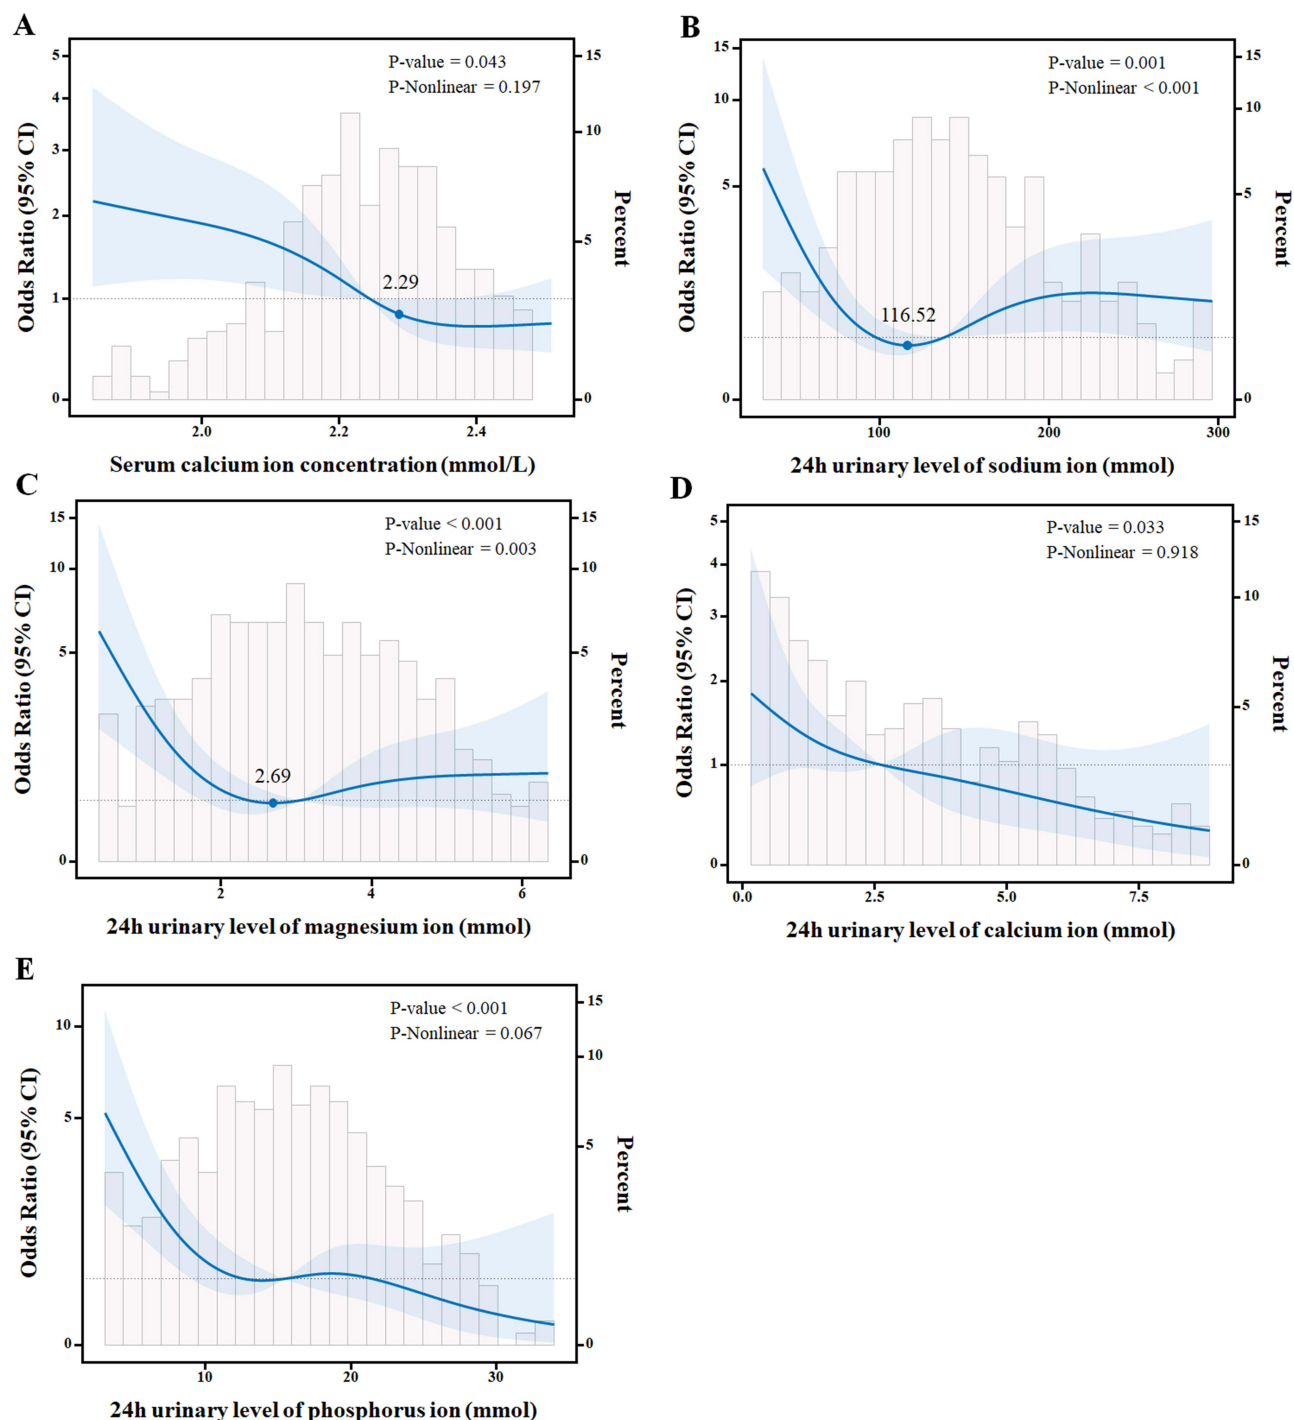 A
P-value = 0.043
P-Nonlinear = 0.197
2.29
Odds Ratio (95% CI)
5
4
3
2
1
0
15
10
5
0
Percent
2.0
2.2
2.4
Serum calcium ion concentration (mmol/L)
B
P-value = 0.001
P-Nonlinear < 0.001
116.52
Odds Ratio (95% CI)
15
10
5
0
15
10
5
0
Percent
100
200
300
24h urinary level of sodium ion (mmol)
C
P-value < 0.001
P-Nonlinear = 0.003
2.69
Odds Ratio (95% CI)
15
10
5
0
15
10
5
0
Percent
2
4
6
24h urinary level of magnesium ion (mmol)
D
P-value = 0.033
P-Nonlinear = 0.918
Odds Ratio (95% CI)
5
4
3
2
1
0
15
10
5
0
Percent
0.0
2.5
5.0
7.5
24h urinary level of calcium ion (mmol)
E
P-value < 0.001
P-Nonlinear = 0.067
Odds Ratio (95% CI)
10
5
0
15
10
5
0
Percent
10
20
30
24h urinary level of phosphorus ion (mmol)